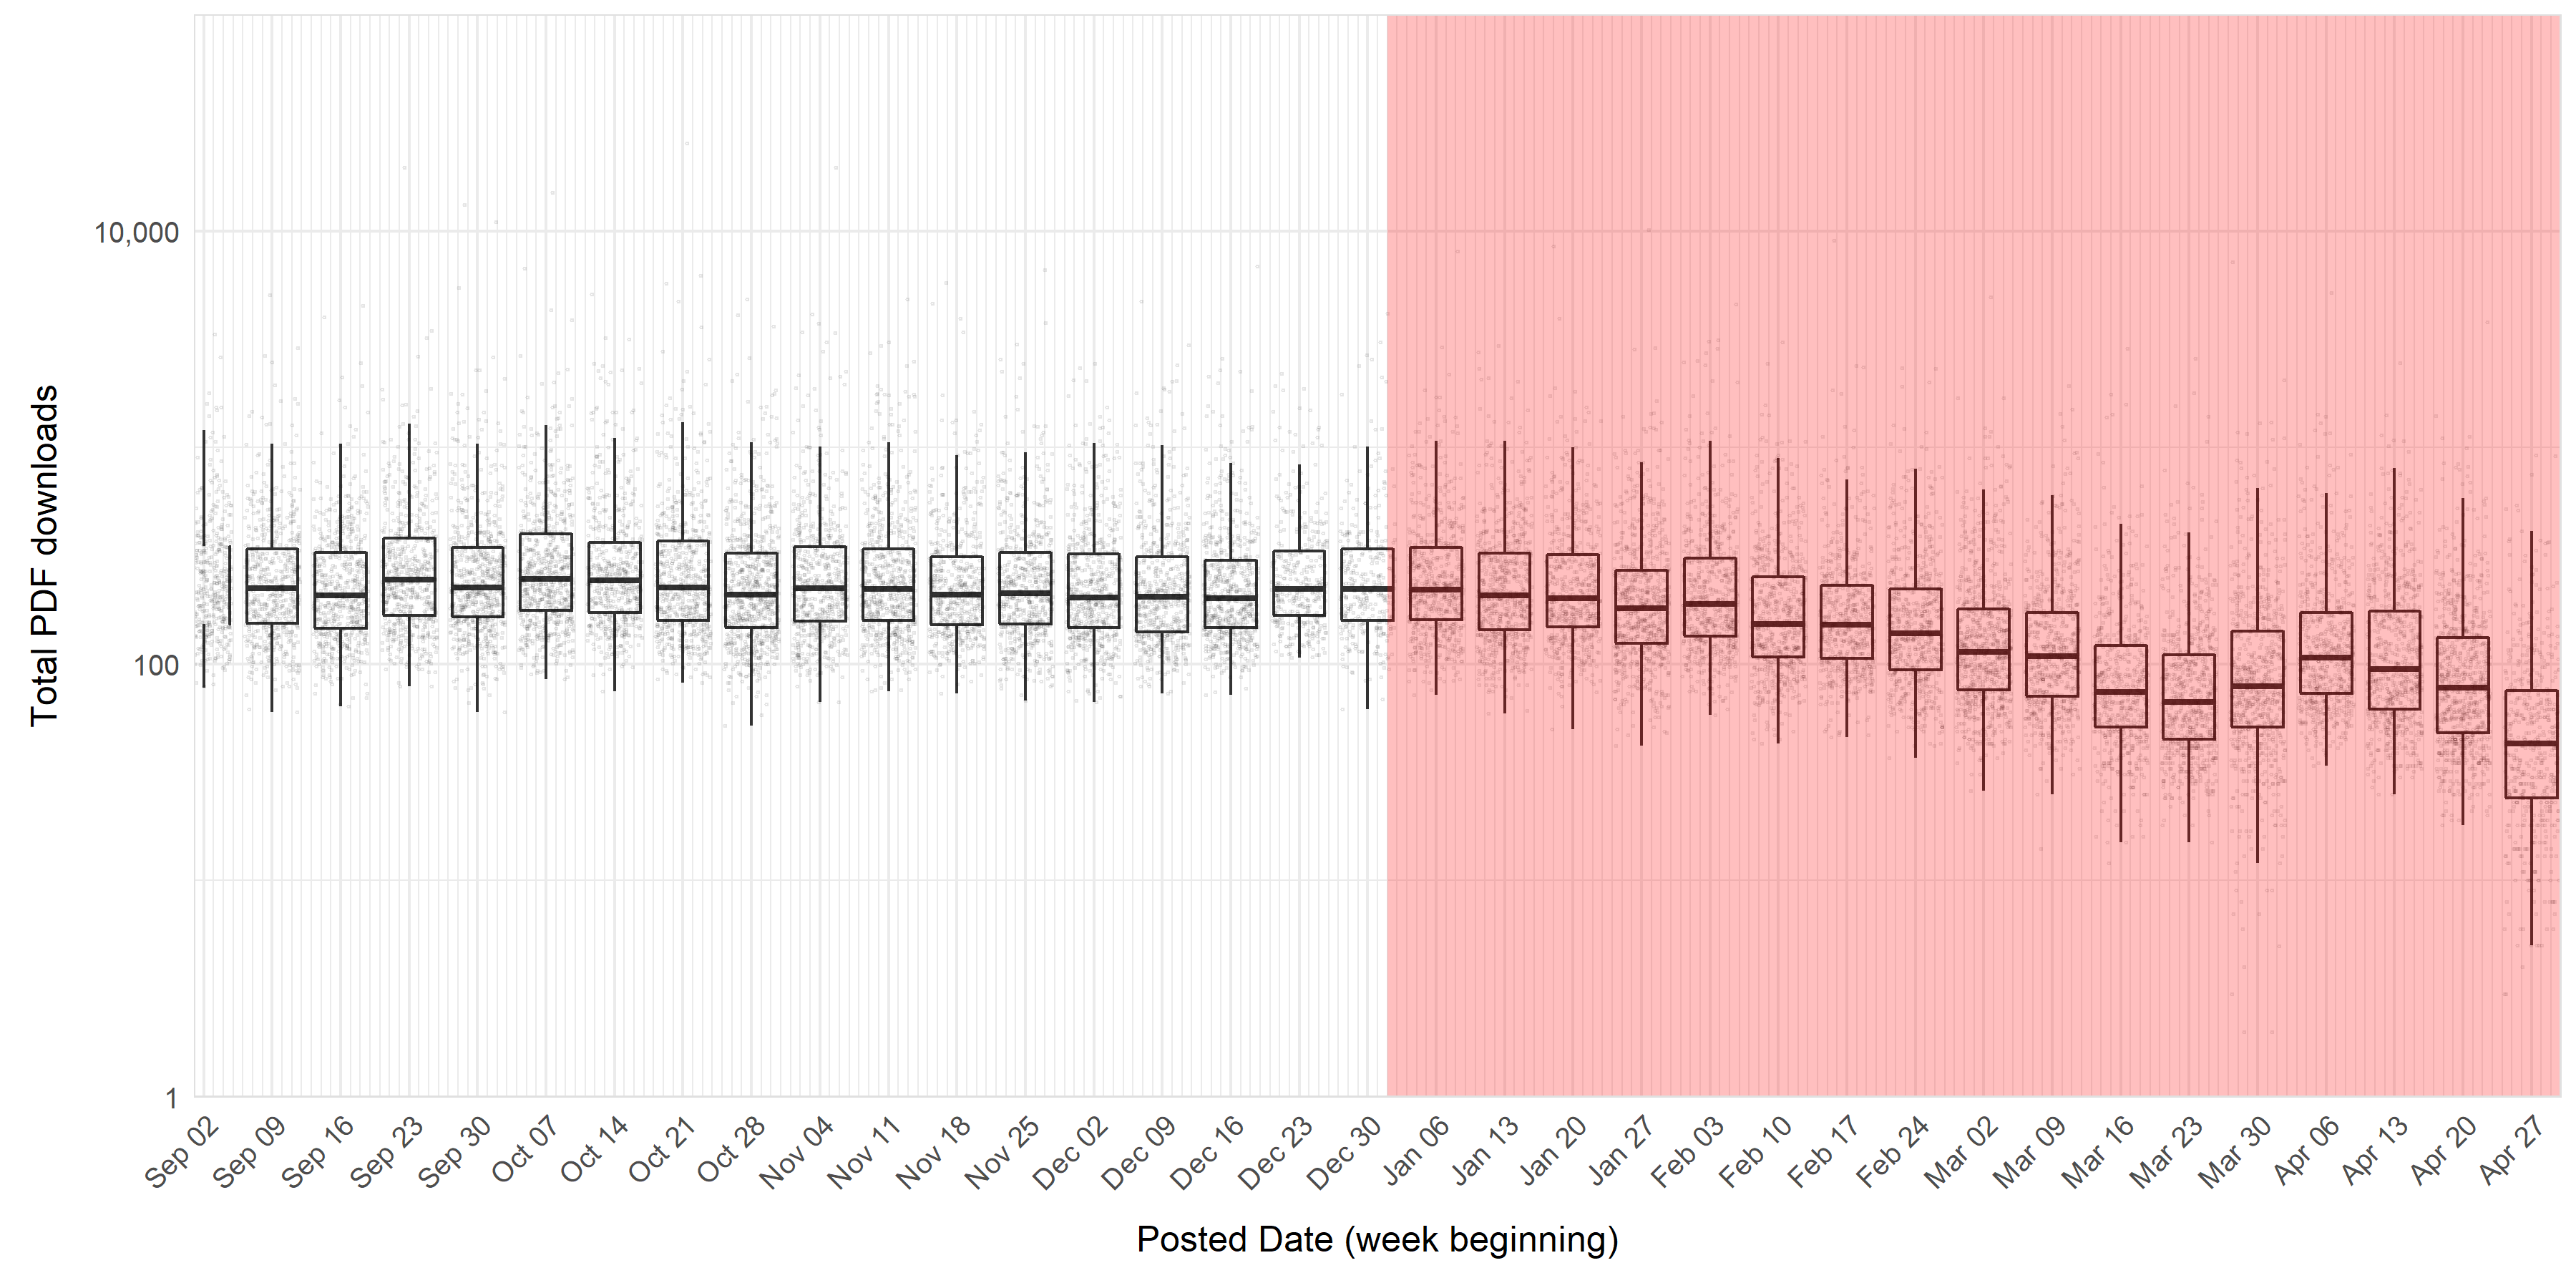 Total PDF downloads
10,000
100
1
Sep 02
Sep 09
Sep 16
Sep 23
Sep 30
Oct 07
Oct 14
Oct 21
Oct 28
Nov 04
Nov 11
Nov 18
Nov 25
Dec 02
Dec 09
Dec 16
Dec 23
Dec 30
Jan 06
Jan 13
Jan 20
Jan 27
Feb 03
Feb 10
Feb 17
Feb 24
Mar 02
Mar 09
Mar 16
Mar 23
Mar 30
Apr 06
Apr 13
Apr 20
Apr 27
Posted Date (week beginning)